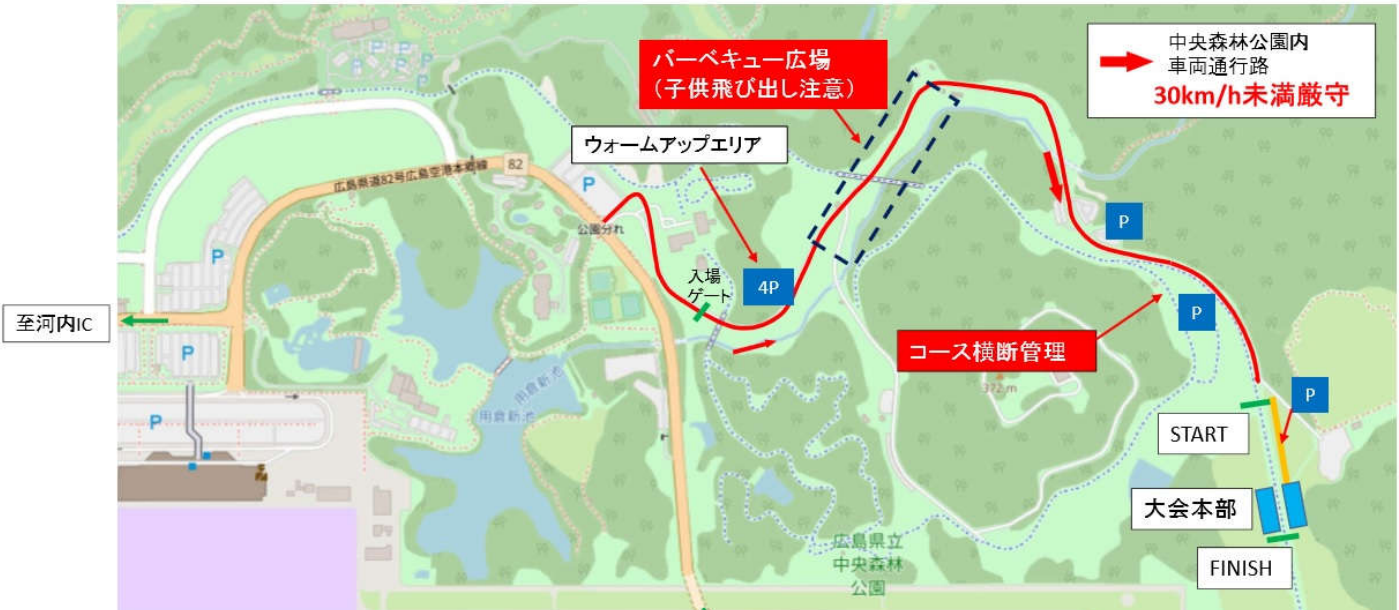 バーベキュー広場
（子供飛び出し注意）
中央森林公園内
車両通行路
30km/h未満厳守
P
P
P
P
ウォームアップエリア
82
広島県道82号広島空港本郷線
P
公園分れ
P
P
P
入場
ゲート
4P
P
至河内IC
P
コース横断管理
P
用倉新池
用倉新池
372 m
P
P
START
大会本部
FINISH
広島県立
中央森林
公園